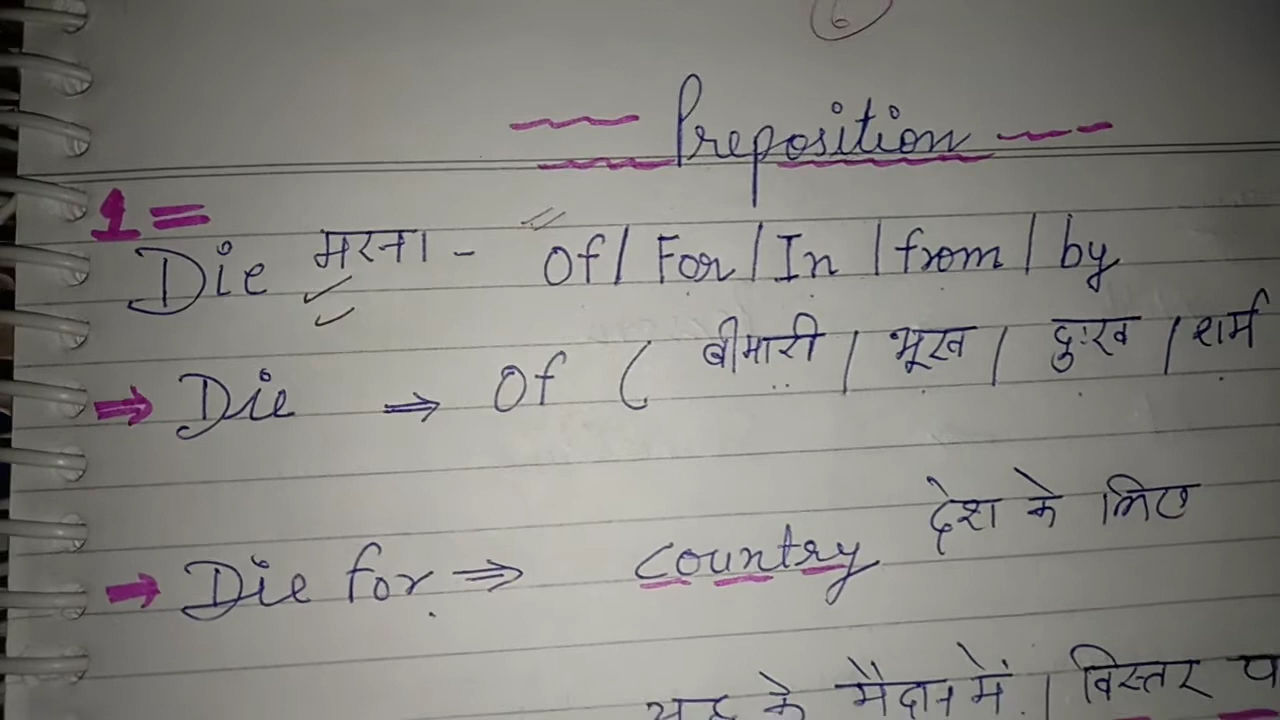 6
Preposition
1=
Die मरना - Of / For / In / from / by
⇒ Die ⇒ Of ( बीमारी / भूख / दुःख / शर्म
⇒ Die for ⇒ country देश के लिए
के मैदान में / विस्तर